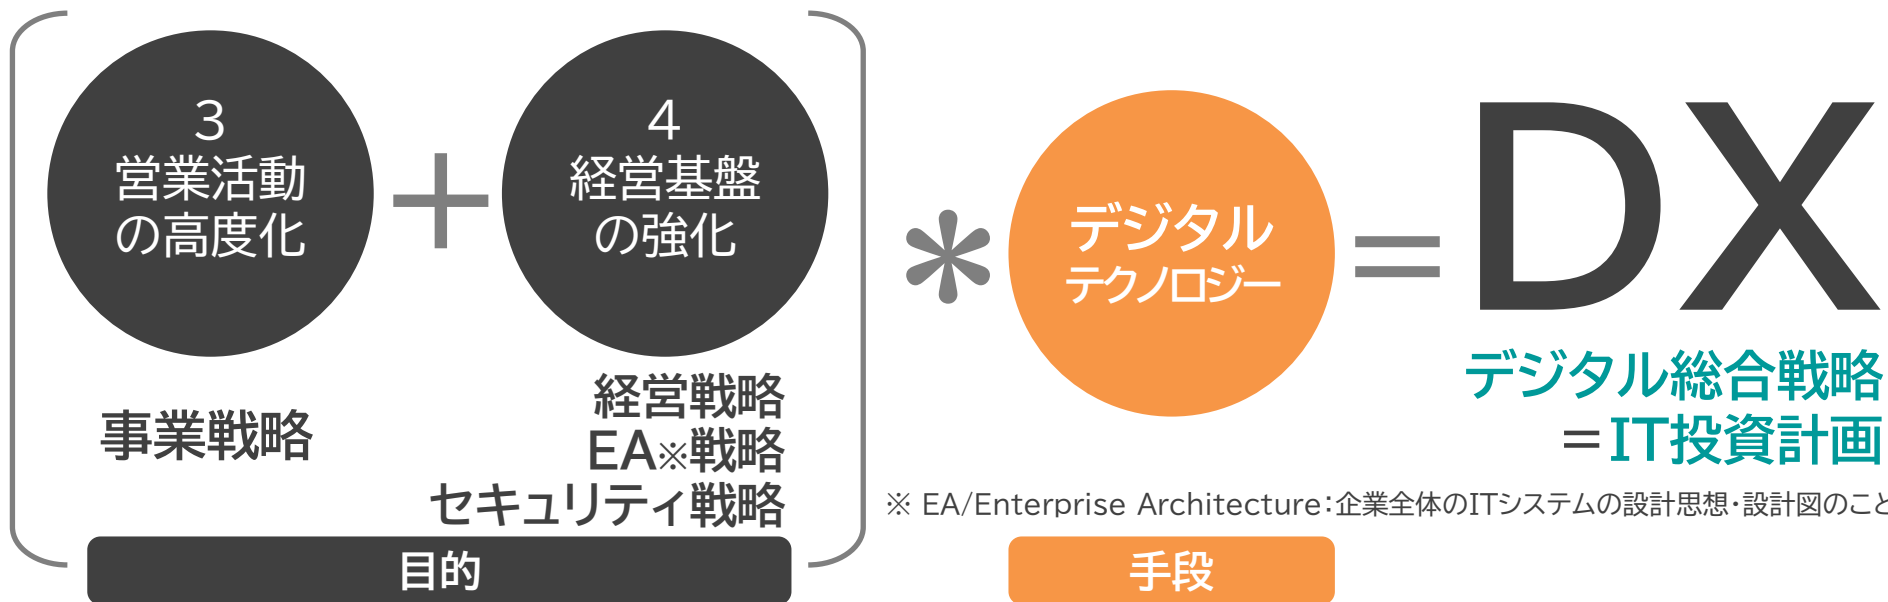 3
営業活動
の高度化
+
4
経営基盤
の強化
*
デジタル
テクノロジー
=
DX
事業戦略
経営戦略
EA※戦略
セキュリティ戦略
デジタル総合戦略
=IT投資計画
※ EA/Enterprise Architecture:企業全体のITシステムの設計思想・設計図のこと
目的
手段